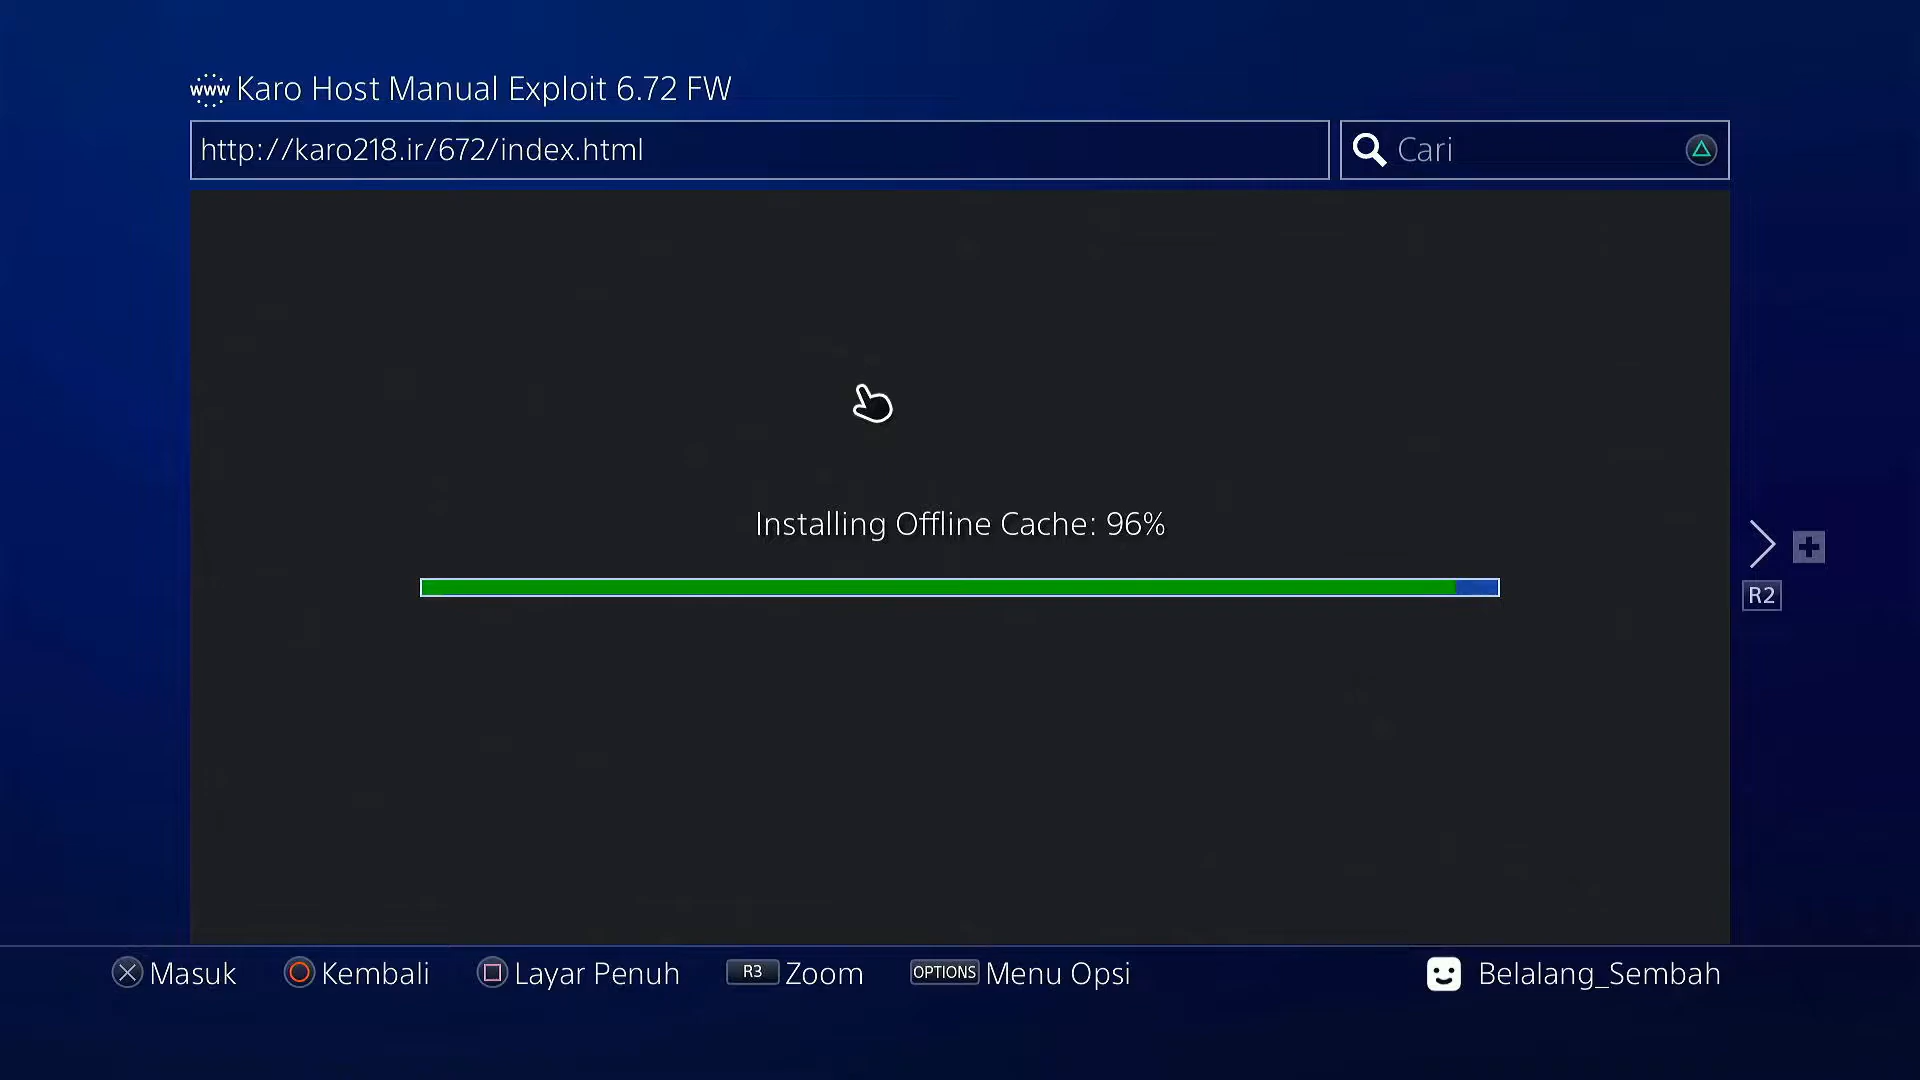 www Karo Host Manual Exploit 6.72 FW
http://karo218.ir/672/index.html
Cari
Installing Offline Cache: 96%
R2
Masuk
Kembali
Layar Penuh
R3 Zoom
OPTIONS Menu Opsi
Belalang_Sembah